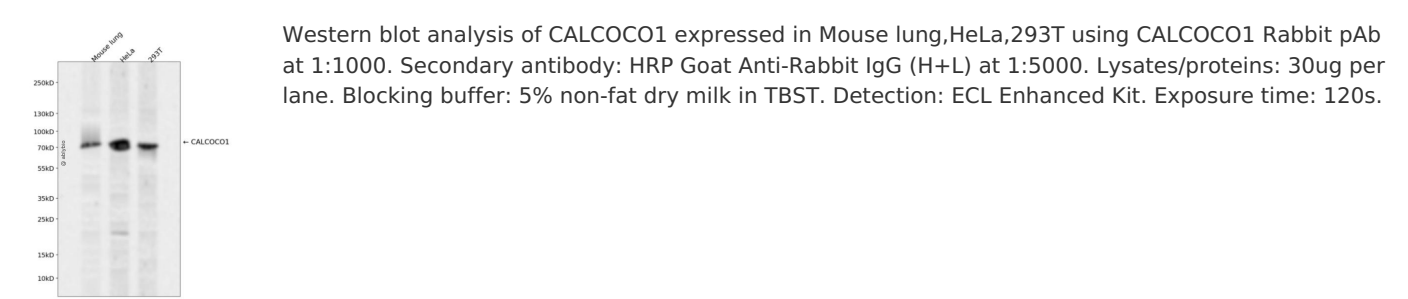 Mouse lung
HeLa
293T
250kD
130kD
100kD
70kD
55kD
35kD
25kD
15kD
10kD
← CALCOCO1
Western blot analysis of CALCOCO1 expressed in Mouse lung,HeLa,293T using CALCOCO1 Rabbit pAb
at 1:1000. Secondary antibody: HRP Goat Anti-Rabbit IgG (H+L) at 1:5000. Lysates/proteins: 30ug per
lane. Blocking buffer: 5% non-fat dry milk in TBST. Detection: ECL Enhanced Kit. Exposure time: 120s.